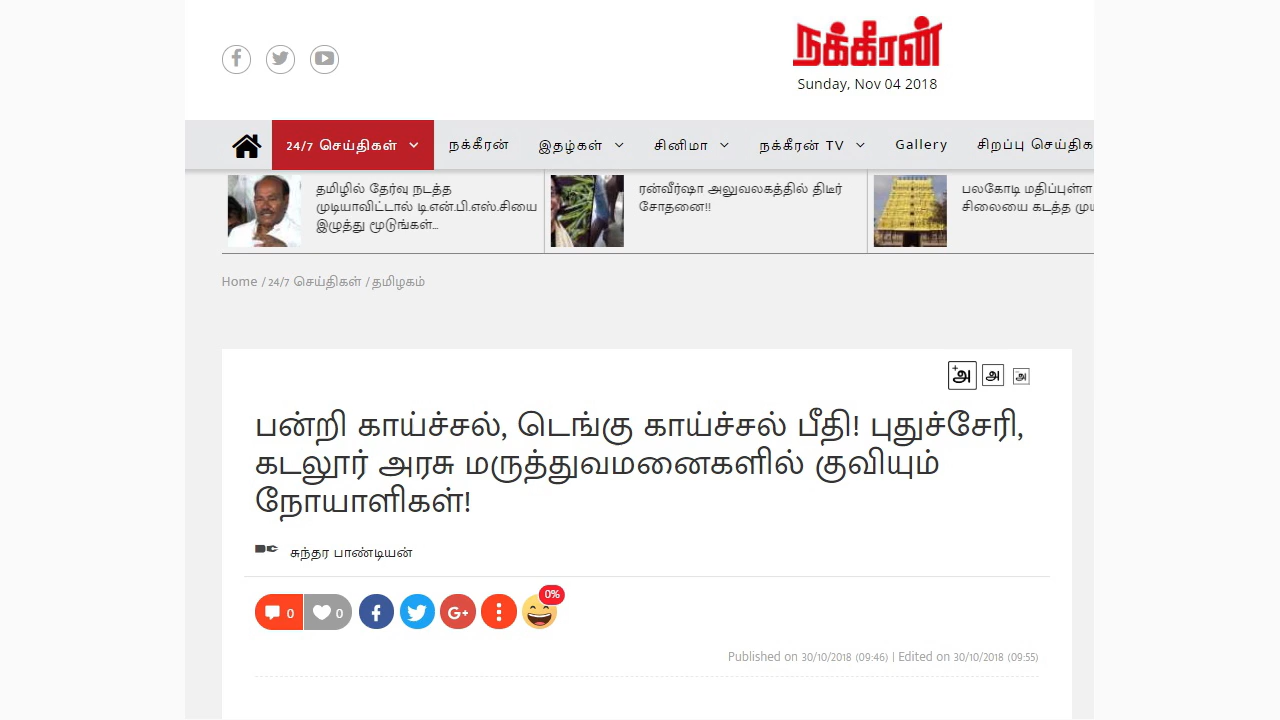 நக்கீரன்
Sunday, Nov 04 2018
24/7 செய்திகள்
நக்கீரன்
இதழ்கள்
சினிமா
நக்கீரன் TV
Gallery
சிறப்பு
தமிழில் தேர்வு நடத்த
முடியாவிட்டால் டி.என்.பி.எஸ்.சியை
இழுத்து மூடுங்கள்...
ரன்வீர்ஷா அலுவலகத்தில் திடீர்
சோதனை!!
பலகோடி மதிப்புள்ள
சிலையை கடத்த
Home / 24/7 செய்திகள் / தமிழகம்
அ அ அ
பன்றி காய்ச்சல், டெங்கு காய்ச்சல் பீதி! புதுச்சேரி,
கடலூர் அரசு மருத்துவமனைகளில் குவியும்
நோயாளிகள்!
சுந்தர பாண்டியன்
0%
0
0
Published on 30/10/2018 (09:46) | Edited on 30/10/2018 (09:55)